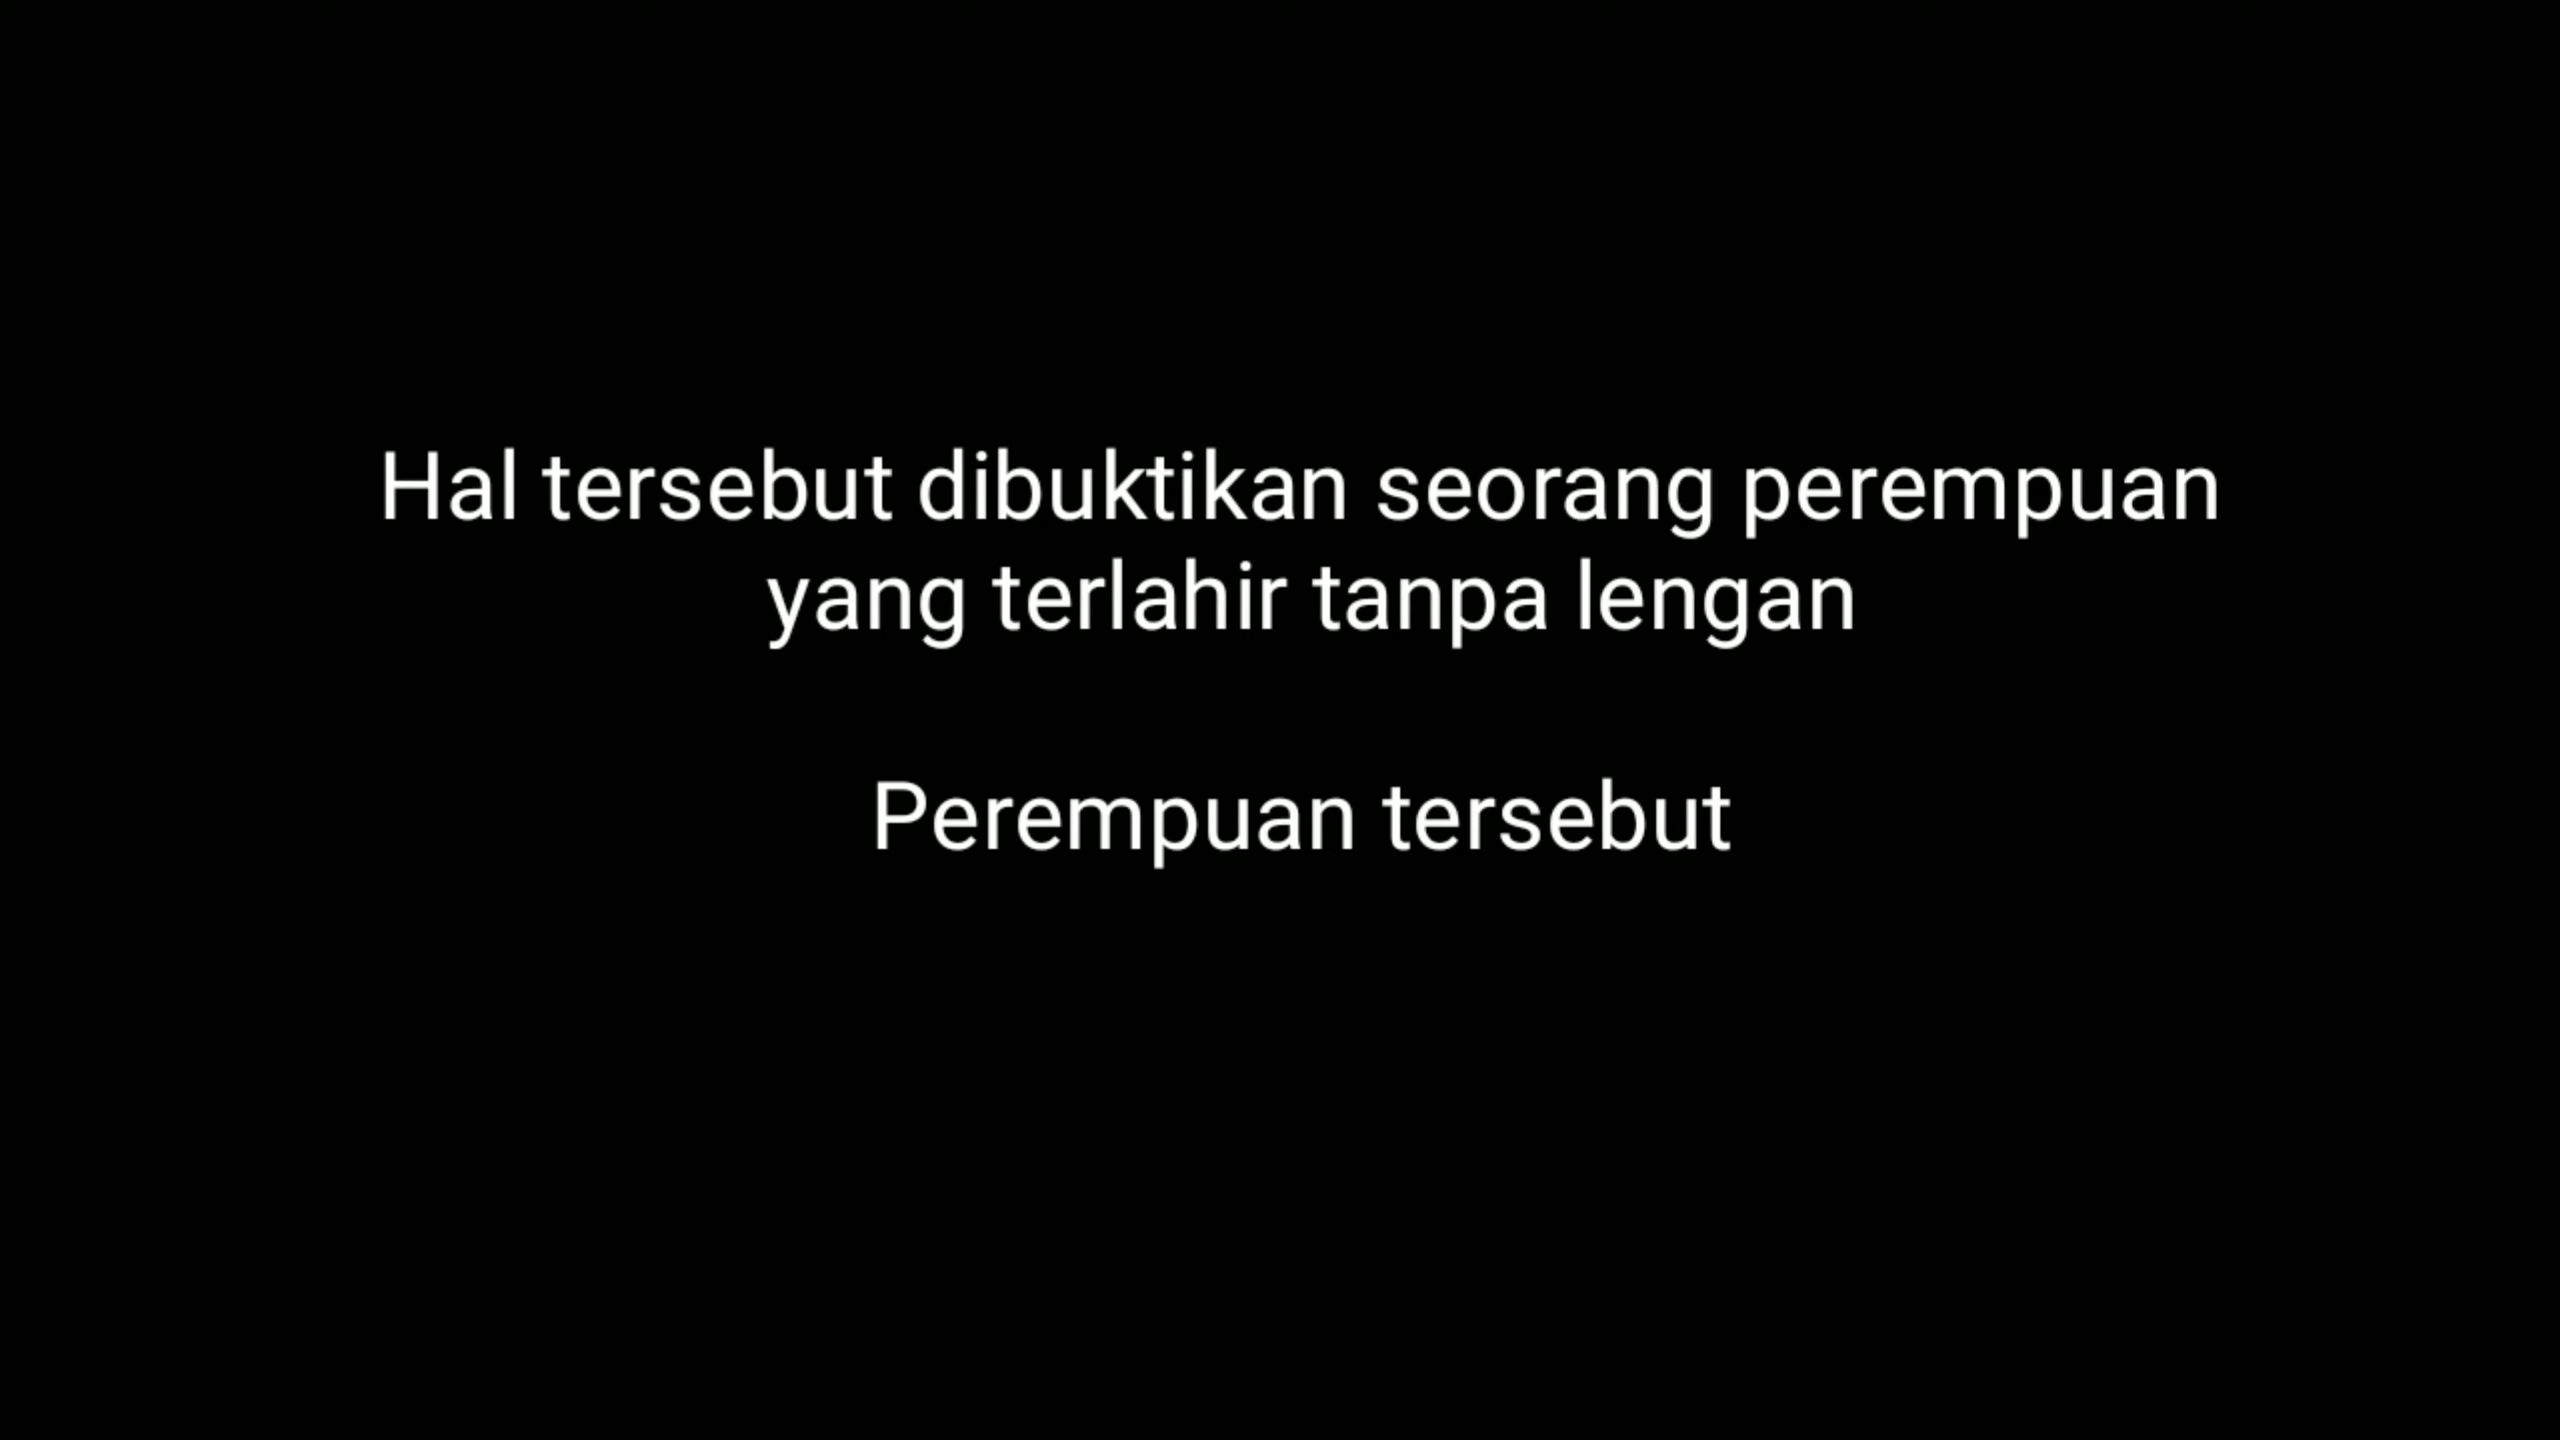 Hal tersebut dibuktikan seorang perempuan
yang terlahir tanpa lengan
Perempuan tersebut